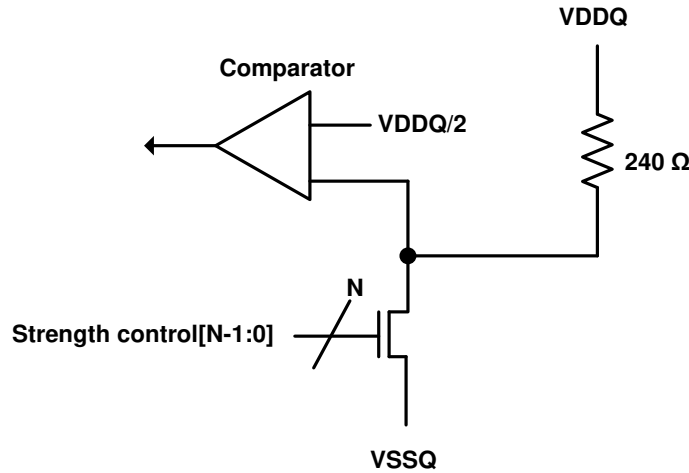 VDDQ
Comparator
VDDQ/2
240 Ω
N
Strength control[N-1:0]
VSSQ